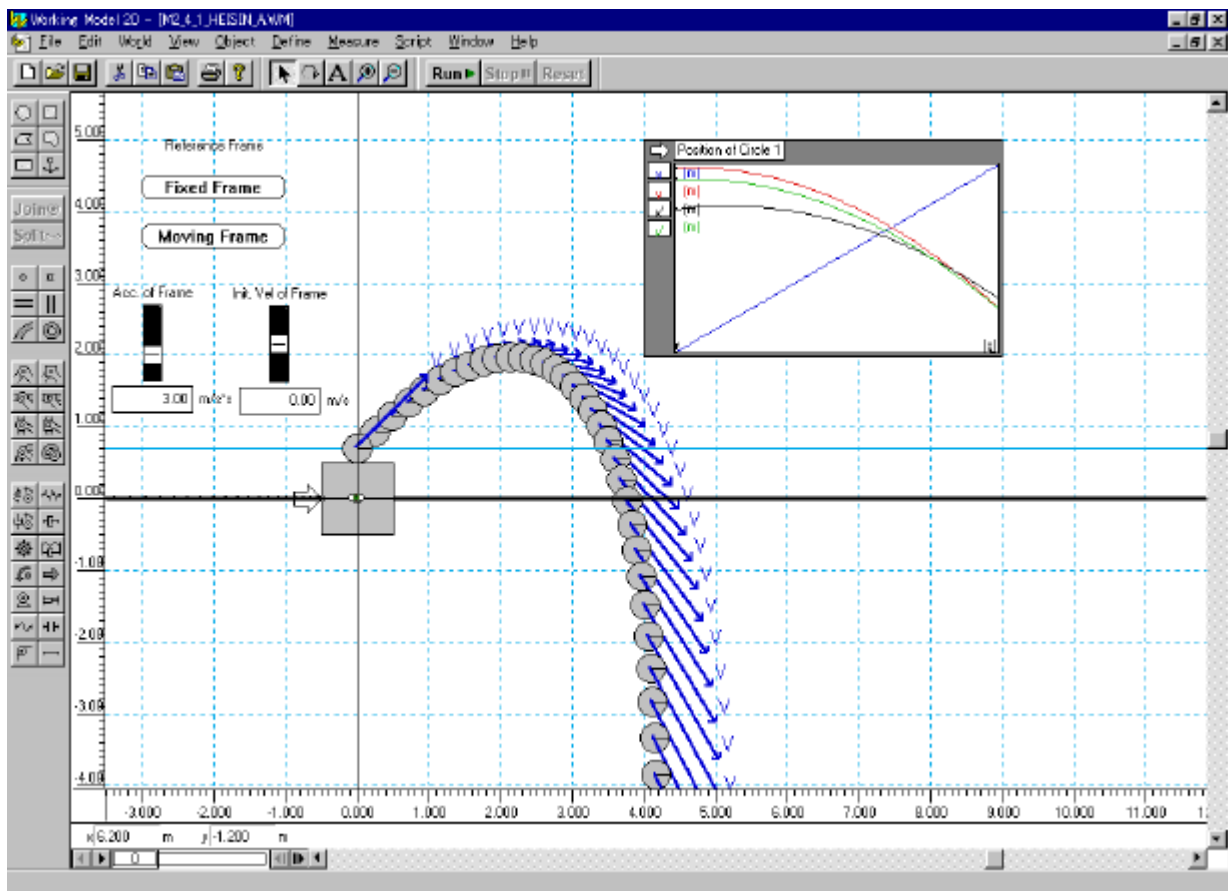 Working Model 2D - [M2_4_1_HEISIN_A.WM]
File Edit World View Object Define Measure Script Window Help
Run Stop Reset
Join
Split
5.000
4.000
3.000
2.000
1.000
0.000
-1.000
-2.000
-3.000
-4.000
Reference Frame
Fixed Frame
Moving Frame
Acc. of Frame Init. Vel of Frame
3.00 m/s^s 0.00 m/s
Position of Circle 1
x [m]
y [m]
x' [m]
y' [m]
[t]
-3.000 -2.000 -1.000 0.000 1.000 2.000 3.000 4.000 5.000 6.000 7.000 8.000 9.000 10.000 11.000
x 6.200 m y -1.200 m
0